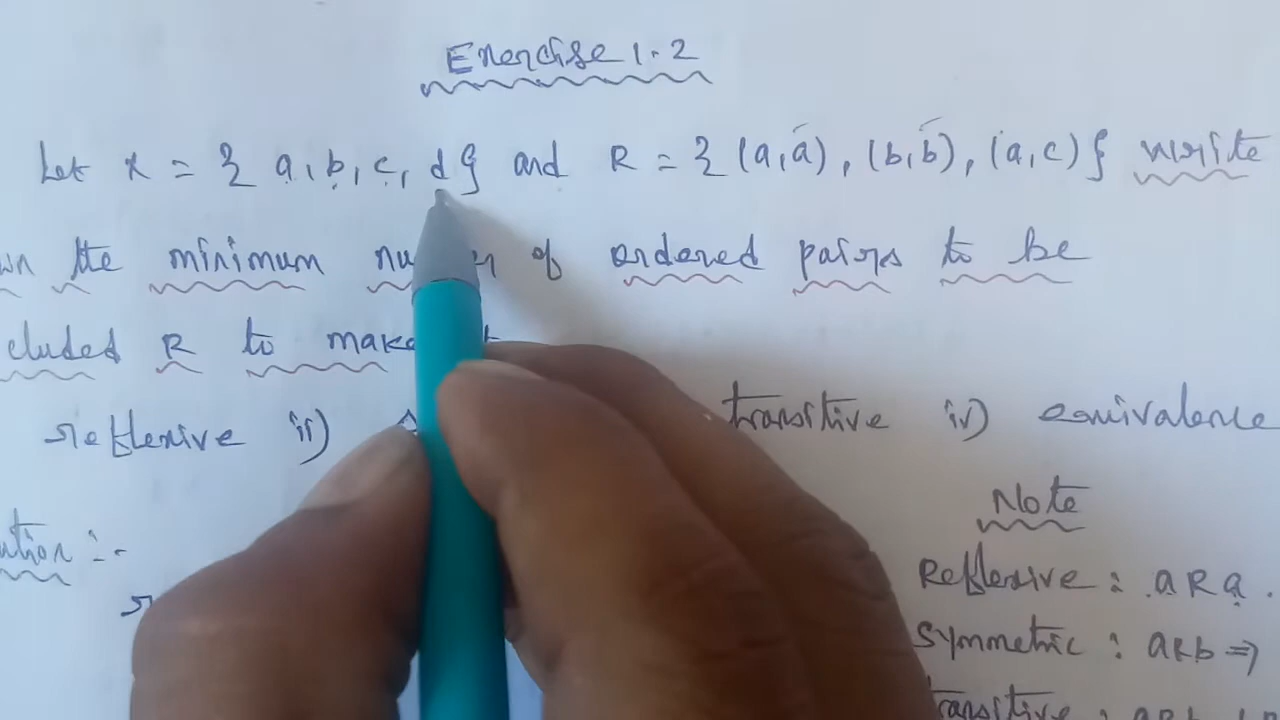 Exercise 1.2
Let X = { a, b, c, d } and R = { (a, a), (b, b), (a, c) } write
the minimum of ordered pairs to be
R to make
reflexive ii) transitive iv) equivalence
Note
Reflexive : aRa.
Symmetric : aRb ⇒